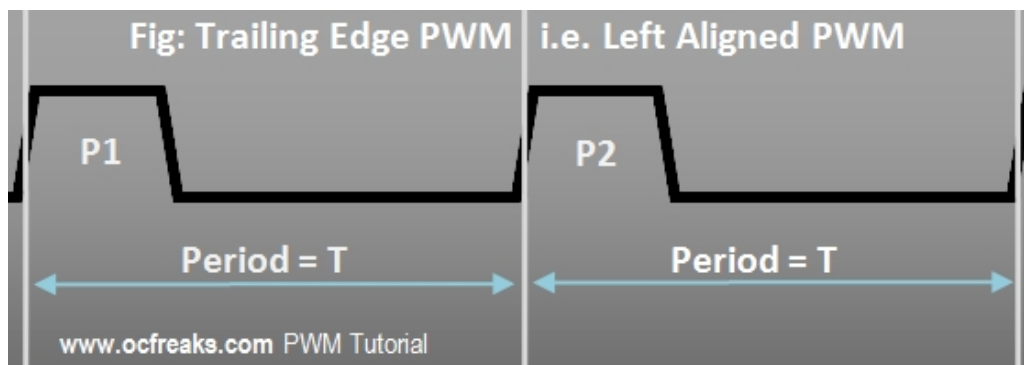 Fig: Trailing Edge PWM i.e. Left Aligned PWM
P1 P2
Period = T Period = T
www.ocfreaks.com PWM Tutorial